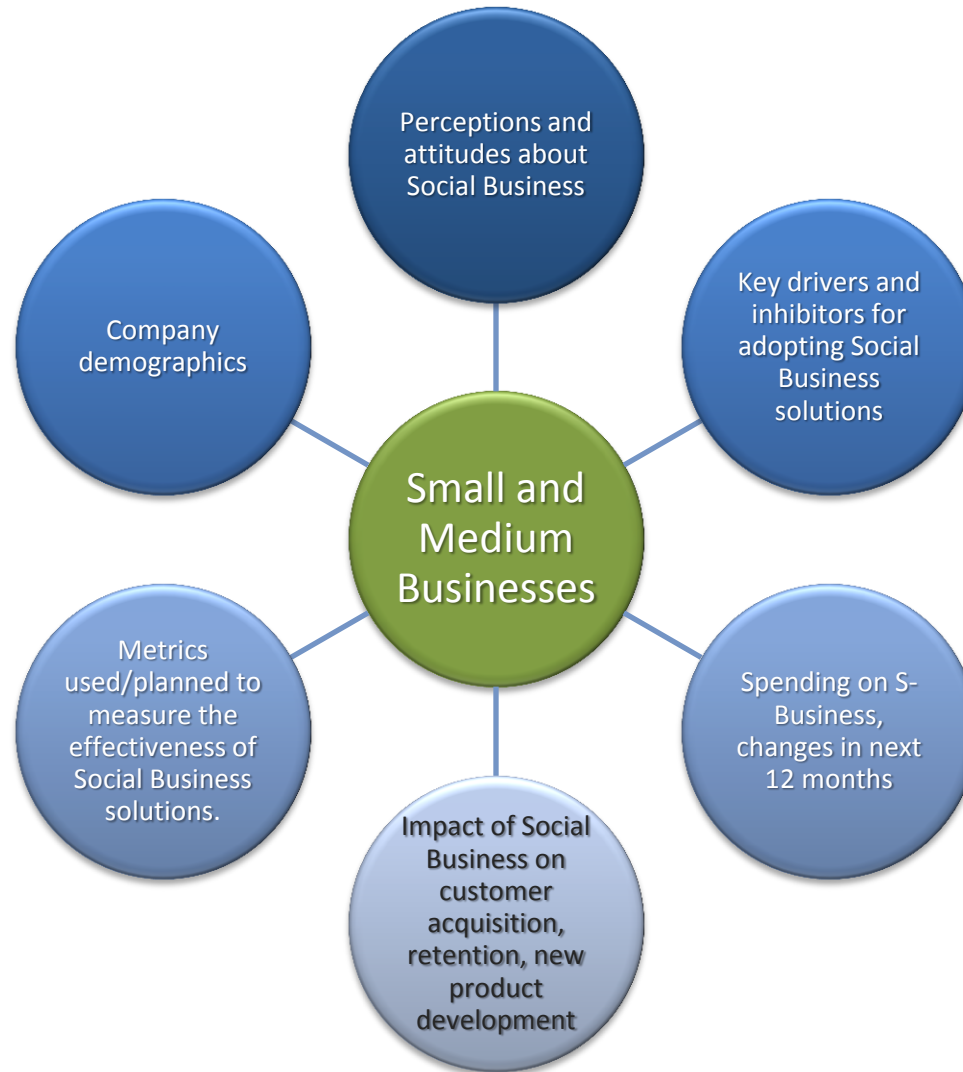 Perceptions and
attitudes about
Social Business
Key drivers and
inhibitors for
adopting Social
Business
solutions
Company
demographics
Small and
Medium
Businesses
Metrics
used/planned to
measure the
effectiveness of
Social Business
solutions.
Spending on S-
Business,
changes in next
12 months
Impact of Social
Business on
customer
acquisition,
retention, new
product
development